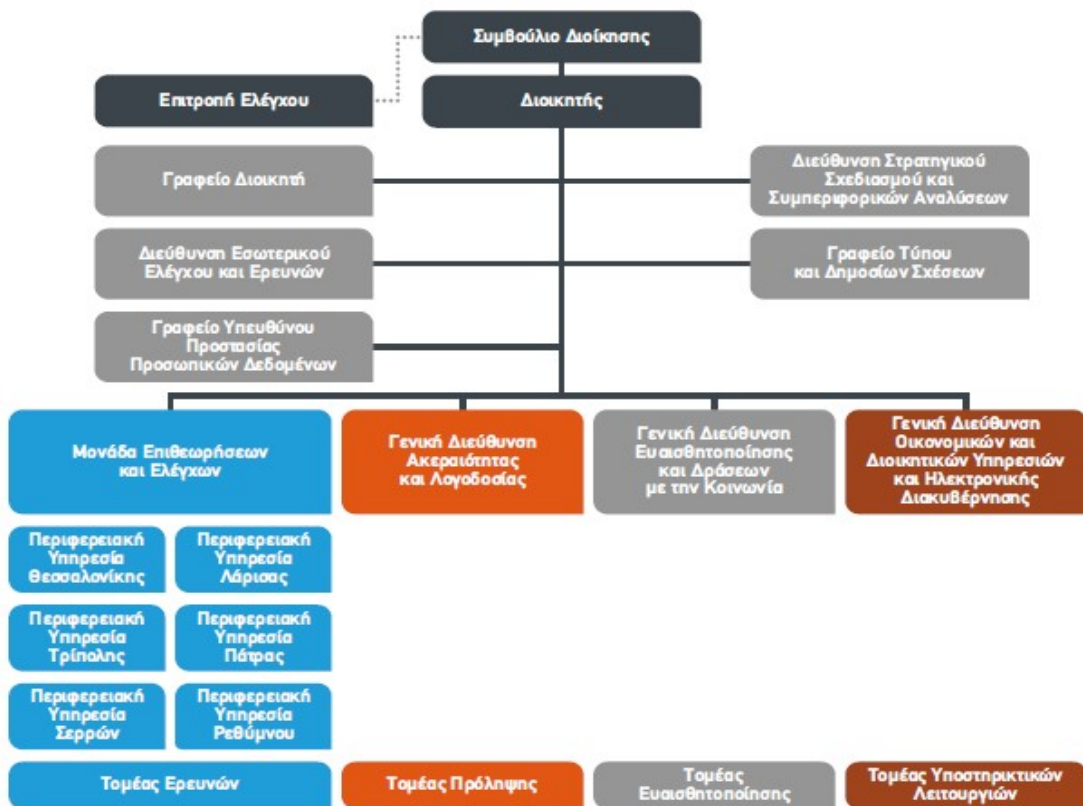 Συμβούλιο Διοίκησης
Επιτροπή Ελέγχου
Διοικητής
Γραφείο Διοικητή
Διεύθυνση Στρατηγικού
Σχεδιασμού και
Συμπεριφορικών Αναλύσεων
Διεύθυνση Εσωτερικού
Ελέγχου και Ερευνών
Γραφείο Τύπου
και Δημοσίων Σχέσεων
Γραφείο Υπευθύνου
Προστασίας
Προσωπικών Δεδομένων
Μονάδα Επιθεωρήσεων
και Ελέγχων
Γενική Διεύθυνση
Ακεραιότητας
και Λογοδοσίας
Γενική Διεύθυνση
Ευαισθητοποίησης
και Δράσεων
με την Κοινωνία
Γενική Διεύθυνση
Οικονομικών και
Διοικητικών Υπηρεσιών
και Ηλεκτρονικής
Διακυβέρνησης
Περιφερειακή
Υπηρεσία
Θεσσαλονίκης
Περιφερειακή
Υπηρεσία
Λάρισας
Περιφερειακή
Υπηρεσία
Τρίπολης
Περιφερειακή
Υπηρεσία
Πάτρας
Περιφερειακή
Υπηρεσία
Σερρών
Περιφερειακή
Υπηρεσία
Ρεθύμνου
Τομέας Ερευνών
Τομέας Πρόληψης
Τομέας
Ευαισθητοποίησης
Τομέας Υποστηρικτικών
Λειτουργιών